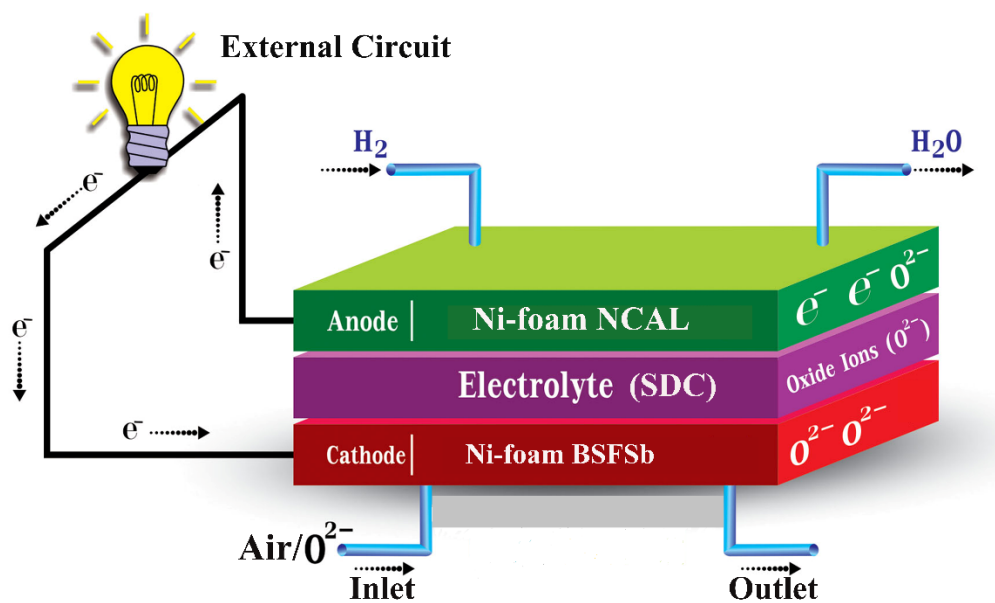 External Circuit
H₂
H₂O
e⁻
e⁻
Anode
Ni-foam NCAL
e⁻ e⁻ O²⁻
e⁻
Electrolyte (SDC)
Oxide Ions (O²⁻)
e⁻
Cathode
Ni-foam BSFSb
O²⁻ O²⁻
Air/O²⁻
Inlet
Outlet